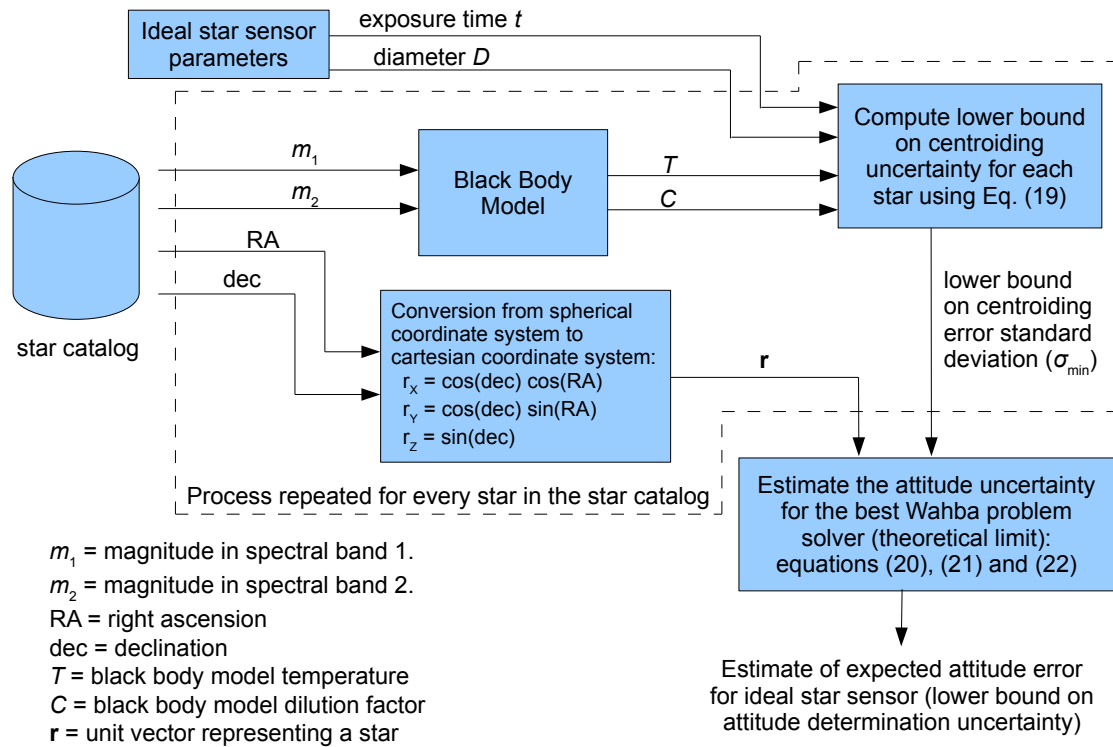 Ideal star sensor
parameters
exposure time t
diameter D
Compute lower bound
on centroiding
uncertainty for each
star using Eq. (19)
m₁
m₂
Black Body
Model
T
C
RA
dec
star catalog
Conversion from spherical
coordinate system to
cartesian coordinate system:
r_X = cos(dec) cos(RA)
r_Y = cos(dec) sin(RA)
r_Z = sin(dec)
r
lower bound
on centroiding
error standard
deviation (σ_min)
Process repeated for every star in the star catalog
Estimate the attitude uncertainty
for the best Wahba problem
solver (theoretical limit):
equations (20), (21) and (22)
m₁ = magnitude in spectral band 1.
m₂ = magnitude in spectral band 2.
RA = right ascension
dec = declination
T = black body model temperature
C = black body model dilution factor
r = unit vector representing a star
Estimate of expected attitude error
for ideal star sensor (lower bound on
attitude determination uncertainty)